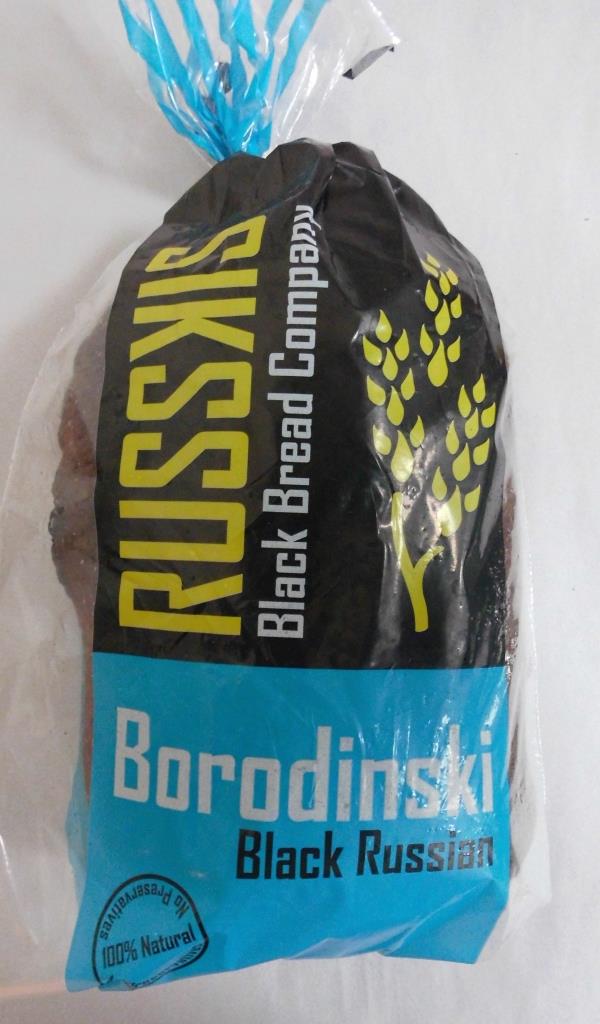 RUSSKIS
Black Bread Company
Borodinski
Black Russian
No Preservatives
100% Natural